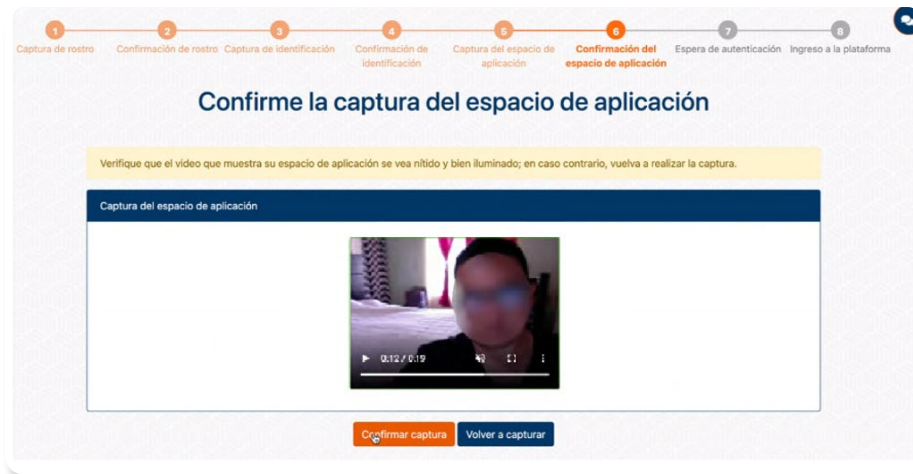 1 2 3 4 5 6 7 8
Captura de rostro Confirmación de rostro Captura de identificación Confirmación de identificación Captura del espacio de aplicación Confirmación del espacio de aplicación Espera de autenticación Ingreso a la plataforma
Confirme la captura del espacio de aplicación
Verifique que el video que muestra su espacio de aplicación se vea nítido y bien iluminado; en caso contrario, vuelva a realizar la captura.
Captura del espacio de aplicación
0:12 / 0:19
Confirmar captura Volver a capturar